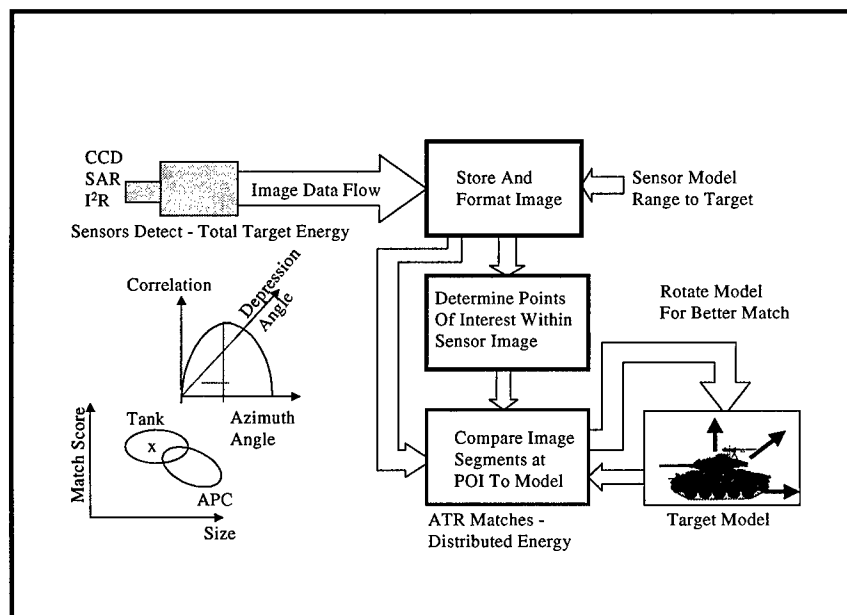 CCD
SAR
I²R
Image Data Flow
Sensors Detect - Total Target Energy
Store And
Format Image
Sensor Model
Range to Target
Correlation
Depression
Angle
Azimuth
Angle
Determine Points
Of Interest Within
Sensor Image
Rotate Model
For Better Match
Match Score
Tank
x
APC
Size
Compare Image
Segments at
POI To Model
ATR Matches -
Distributed Energy
Target Model